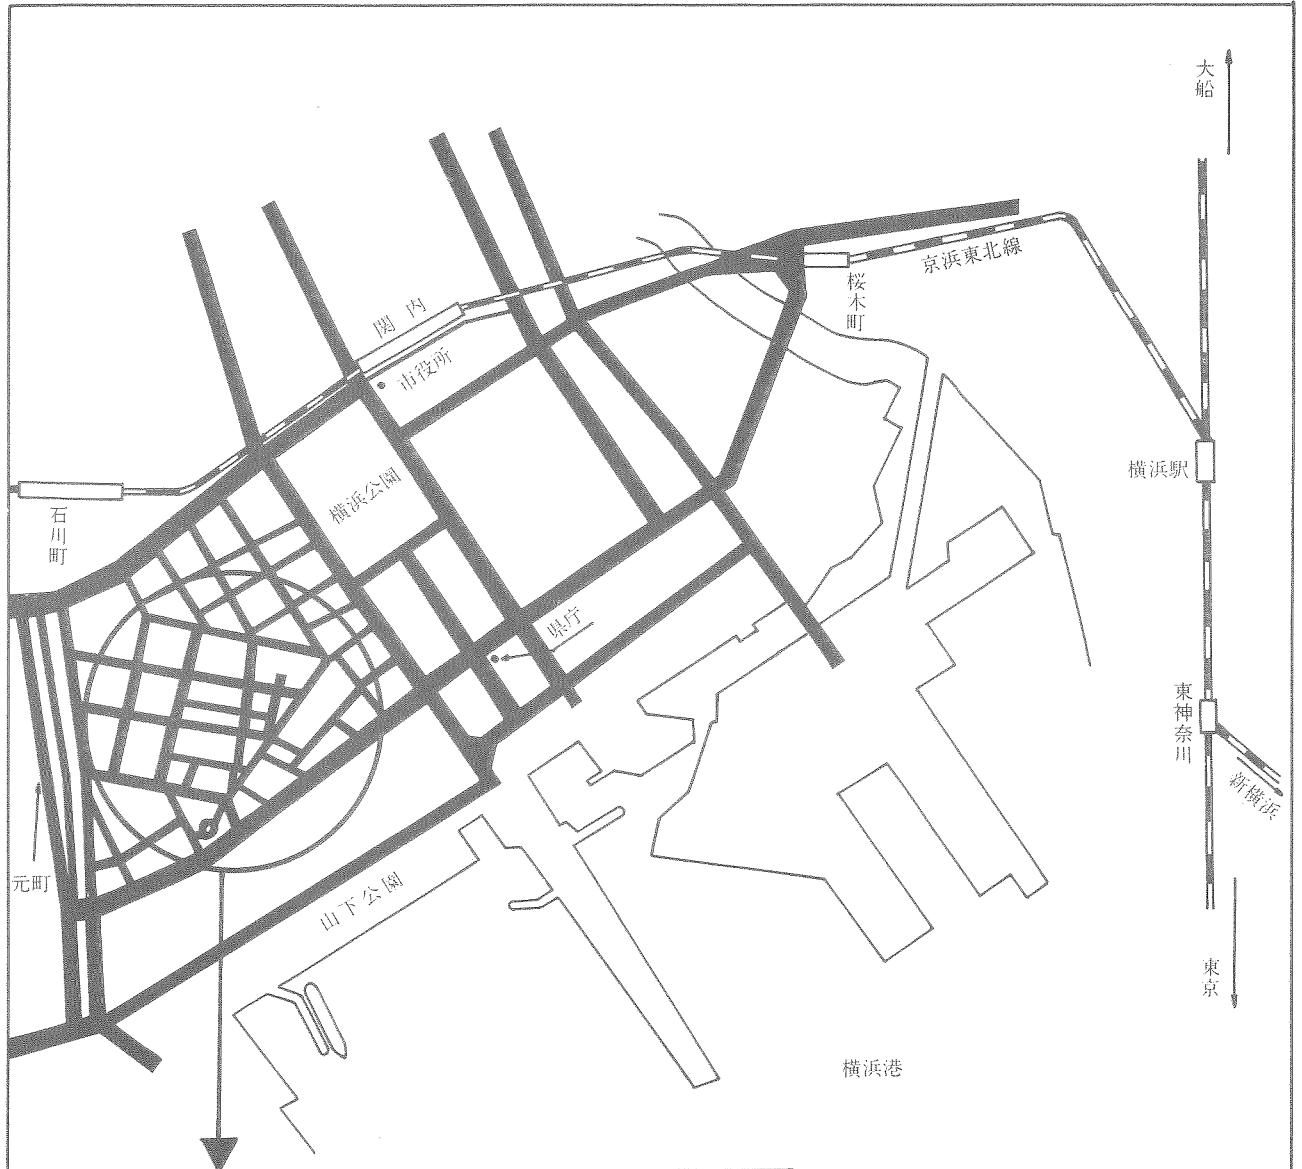 大船
京浜東北線
桜木町
関内
市役所
横浜駅
横浜公園
石川町
県庁
東神奈川
新横浜
元町
山下公園
東京
横浜港